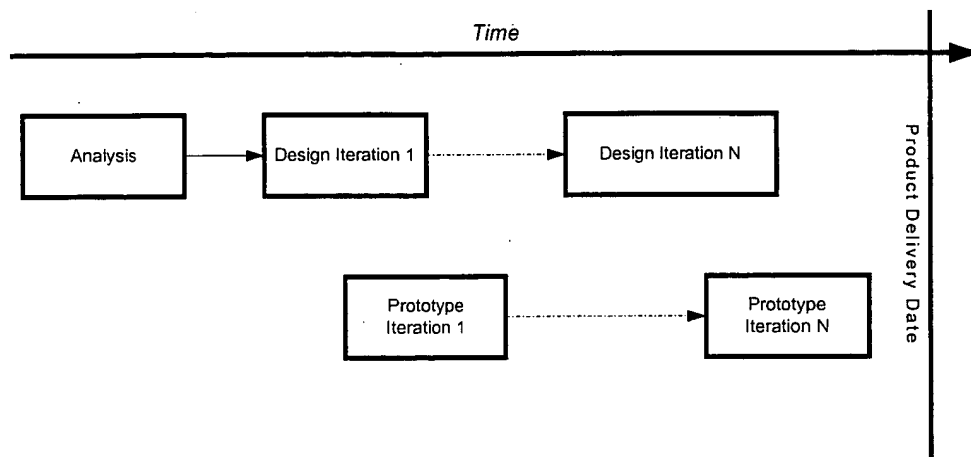 Time
Analysis
Design Iteration 1
Design Iteration N
Product Delivery Date
Prototype
Iteration 1
Prototype
Iteration N